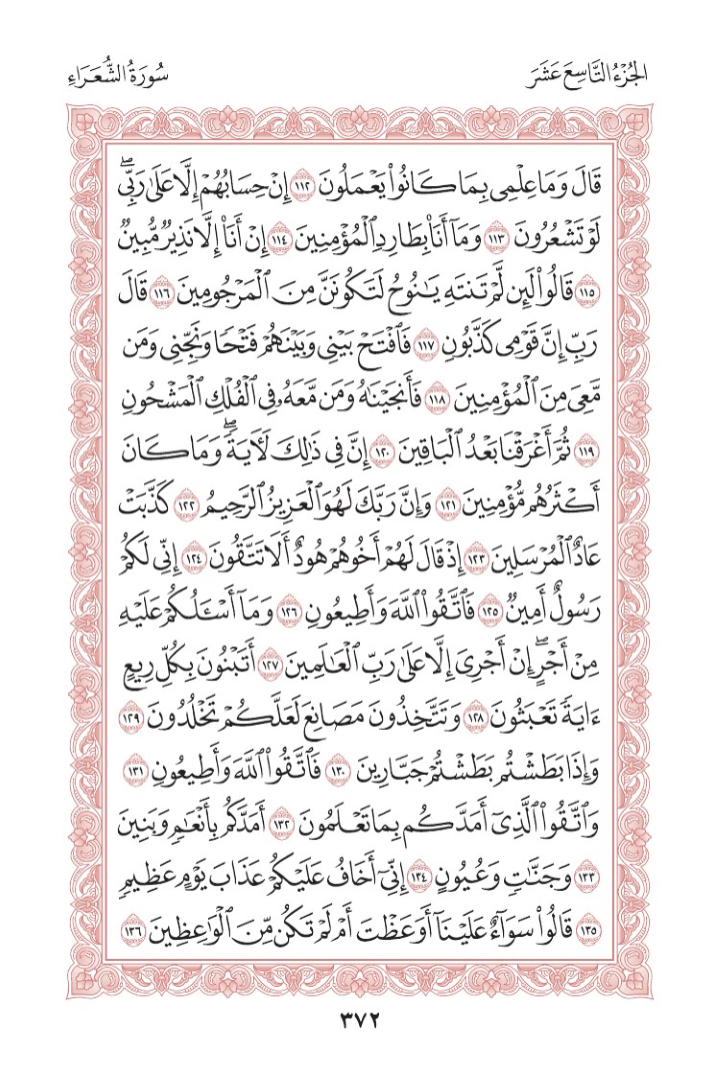 الجُزْءُ التَّاسِعَ عَشَرَ
سُورَةُ الشُّعَرَاءِ
قَالَ وَمَا عِلْمِى بِمَا كَانُوا۟ يَعْمَلُونَ ١١٢ إِنْ حِسَابُهُمْ إِلَّا عَلَىٰ رَبِّىۖ
لَوْ تَشْعُرُونَ ١١٣ وَمَآ أَنَا۠ بِطَارِدِ ٱلْمُؤْمِنِينَ ١١٤ إِنْ أَنَا۠ إِلَّا نَذِيرٌ مُّبِينٌ
١١٥ قَالُوا۟ لَئِن لَّمْ تَنتَهِ يَـٰنُوحُ لَتَكُونَنَّ مِنَ ٱلْمَرْجُومِينَ ١١٦ قَالَ
رَبِّ إِنَّ قَوْمِى كَذَّبُونِ ١١٧ فَٱفْتَحْ بَيْنِى وَبَيْنَهُمْ فَتْحًا وَنَجِّنِى وَمَن
مَّعِىَ مِنَ ٱلْمُؤْمِنِينَ ١١٨ فَأَنجَيْنَـٰهُ وَمَن مَّعَهُۥ فِى ٱلْفُلْكِ ٱلْمَشْحُونِ
١١٩ ثُمَّ أَغْرَقْنَا بَعْدُ ٱلْبَاقِينَ ١٢٠ إِنَّ فِى ذَٰلِكَ لَـَٔايَةًۖ وَمَا كَانَ
أَكْثَرُهُم مُّؤْمِنِينَ ١٢١ وَإِنَّ رَبَّكَ لَهُوَ ٱلْعَزِيزُ ٱلرَّحِيمُ ١٢٢ كَذَّبَتْ
عَادٌ ٱلْمُرْسَلِينَ ١٢٣ إِذْ قَالَ لَهُمْ أَخُوهُمْ هُودٌ أَلَا تَتَّقُونَ ١٢٤ إِنِّى لَكُمْ
رَسُولٌ أَمِينٌ ١٢٥ فَٱتَّقُوا۟ ٱللَّهَ وَأَطِيعُونِ ١٢٦ وَمَآ أَسْـَٔلُكُمْ عَلَيْهِ
مِنْ أَجْرٍۖ إِنْ أَجْرِىَ إِلَّا عَلَىٰ رَبِّ ٱلْعَـٰلَمِينَ ١٢٧ أَتَبْنُونَ بِكُلِّ رِيعٍ
ءَايَةً تَعْبَثُونَ ١٢٨ وَتَتَّخِذُونَ مَصَانِعَ لَعَلَّكُمْ تَخْلُدُونَ ١٢٩
وَإِذَا بَطَشْتُم بَطَشْتُمْ جَبَّارِينَ ١٣٠ فَٱتَّقُوا۟ ٱللَّهَ وَأَطِيعُونِ ١٣١
وَٱتَّقُوا۟ ٱلَّذِىٓ أَمَدَّكُم بِمَا تَعْلَمُونَ ١٣٢ أَمَدَّكُم بِأَنْعَـٰمٍ وَبَنِينَ
١٣٣ وَجَنَّـٰتٍ وَعُيُونٍ ١٣٤ إِنِّىٓ أَخَافُ عَلَيْكُمْ عَذَابَ يَوْمٍ عَظِيمٍ
١٣٥ قَالُوا۟ سَوَآءٌ عَلَيْنَآ أَوَعَظْتَ أَمْ لَمْ تَكُن مِّنَ ٱلْوَٰعِظِينَ ١٣٦
٣٧٢